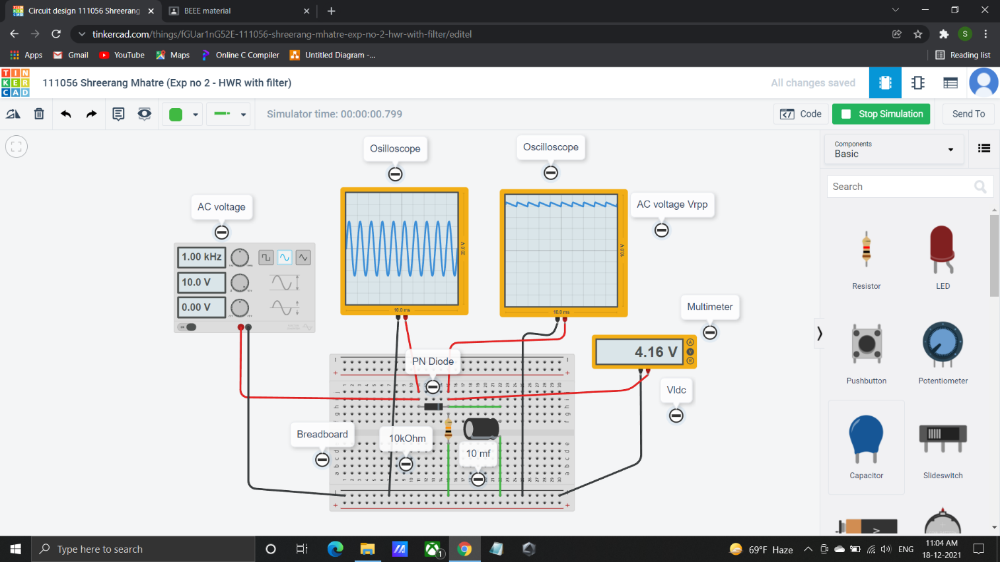 Circuit design 111056 Shreerang
BEEE material
tinkercad.com/things/fGUar1nG52E-111056-shreerang-mhatre-exp-no-2-hwr-with-filter/editel
S
Apps
Gmail
YouTube
Maps
Online C Compiler
Untitled Diagram -...
Reading list
TIN
KER
CAD
111056 Shreerang Mhatre (Exp no 2 - HWR with filter)
All changes saved
Simulator time: 00:00:00.799
Code
Stop Simulation
Send To
Components
Basic
Search
Resistor
LED
Pushbutton
Potentiometer
Capacitor
Slideswitch
Osilloscope
Oscilloscope
AC voltage
AC voltage Vrpp
1.00 kHz
10.0 V
0.00 V
20.0 V
10.0 ms
10.0 V
10.0 ms
Multimeter
4.16 V
A
V
R
PN Diode
Vldc
Breadboard
10kOhm
10 mf
Type here to search
1
69°F Haze
ENG
11:04 AM
18-12-2021